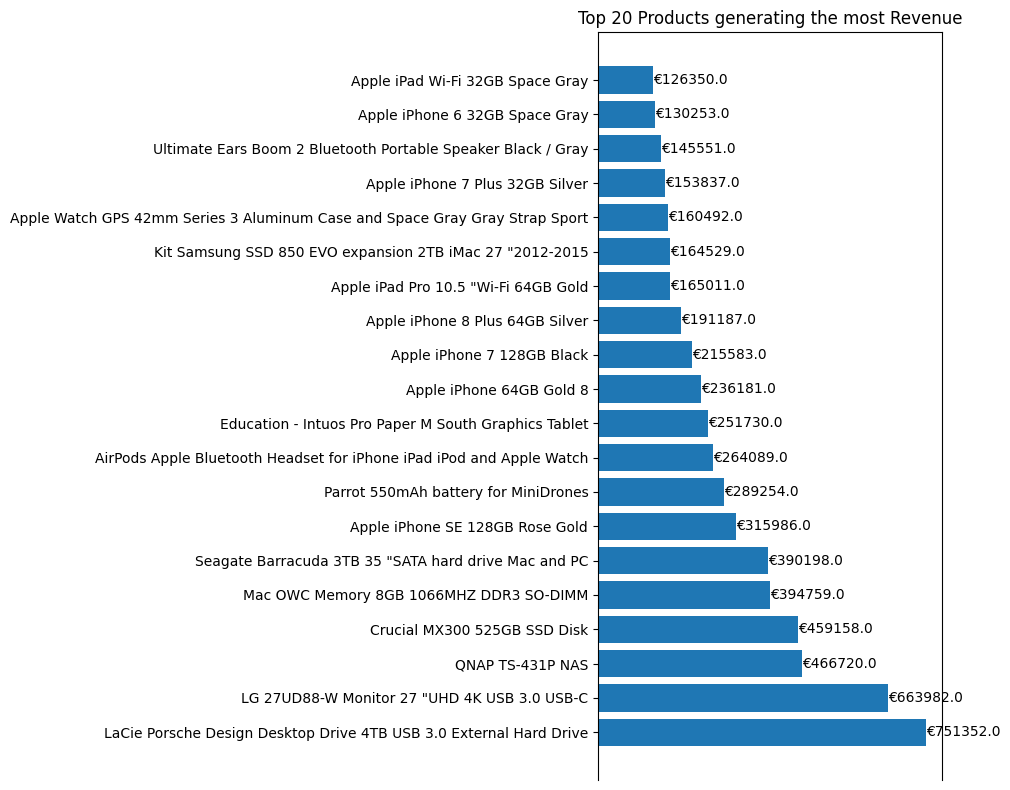 Top 20 Products generating the most Revenue
Apple iPad Wi-Fi 32GB Space Gray €126350.0
Apple iPhone 6 32GB Space Gray €130253.0
Ultimate Ears Boom 2 Bluetooth Portable Speaker Black / Gray €145551.0
Apple iPhone 7 Plus 32GB Silver €153837.0
Apple Watch GPS 42mm Series 3 Aluminum Case and Space Gray Gray Strap Sport €160492.0
Kit Samsung SSD 850 EVO expansion 2TB iMac 27 "2012-2015 €164529.0
Apple iPad Pro 10.5 "Wi-Fi 64GB Gold €165011.0
Apple iPhone 8 Plus 64GB Silver €191187.0
Apple iPhone 7 128GB Black €215583.0
Apple iPhone 64GB Gold 8 €236181.0
Education - Intuos Pro Paper M South Graphics Tablet €251730.0
AirPods Apple Bluetooth Headset for iPhone iPad iPod and Apple Watch €264089.0
Parrot 550mAh battery for MiniDrones €289254.0
Apple iPhone SE 128GB Rose Gold €315986.0
Seagate Barracuda 3TB 35 "SATA hard drive Mac and PC €390198.0
Mac OWC Memory 8GB 1066MHZ DDR3 SO-DIMM €394759.0
Crucial MX300 525GB SSD Disk €459158.0
QNAP TS-431P NAS €466720.0
LG 27UD88-W Monitor 27 "UHD 4K USB 3.0 USB-C €663982.0
LaCie Porsche Design Desktop Drive 4TB USB 3.0 External Hard Drive €751352.0